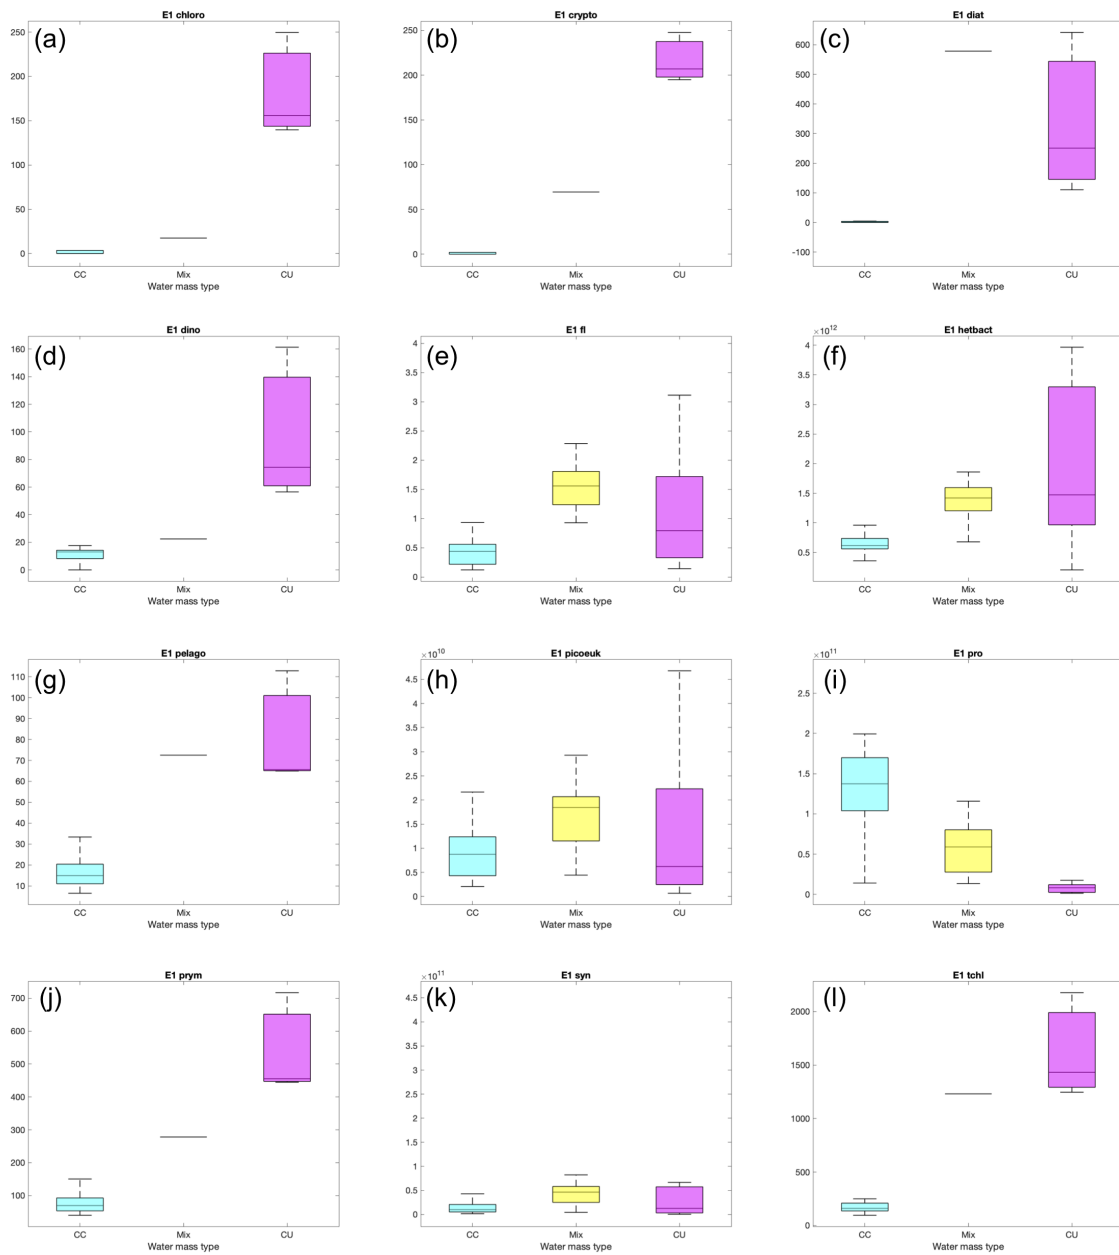 E1 chloro
(a)
250
200
150
100
50
0
CC Mix CU
Water mass type
E1 crypto
(b)
250
200
150
100
50
0
CC Mix CU
Water mass type
E1 diat
(c)
600
500
400
300
200
100
0
-100
CC Mix CU
Water mass type
E1 dino
(d)
160
140
120
100
80
60
40
20
0
CC Mix CU
Water mass type
E1 fl
(e)
4
3.5
3
2.5
2
1.5
1
0.5
0
CC Mix CU
Water mass type
E1 hetbact
×10^12
(f)
4
3.5
3
2.5
2
1.5
1
0.5
CC Mix CU
Water mass type
E1 pelago
(g)
110
100
90
80
70
60
50
40
30
20
10
CC Mix CU
Water mass type
E1 picoeuk
×10^10
(h)
4.5
4
3.5
3
2.5
2
1.5
1
0.5
0
CC Mix CU
Water mass type
E1 pro
×10^11
(i)
2.5
2
1.5
1
0.5
0
CC Mix CU
Water mass type
E1 prym
(j)
700
600
500
400
300
200
100
CC Mix CU
Water mass type
E1 syn
×10^11
(k)
4.5
4
3.5
3
2.5
2
1.5
1
0.5
0
CC Mix CU
Water mass type
E1 tchl
(l)
2000
1500
1000
500
0
CC Mix CU
Water mass type